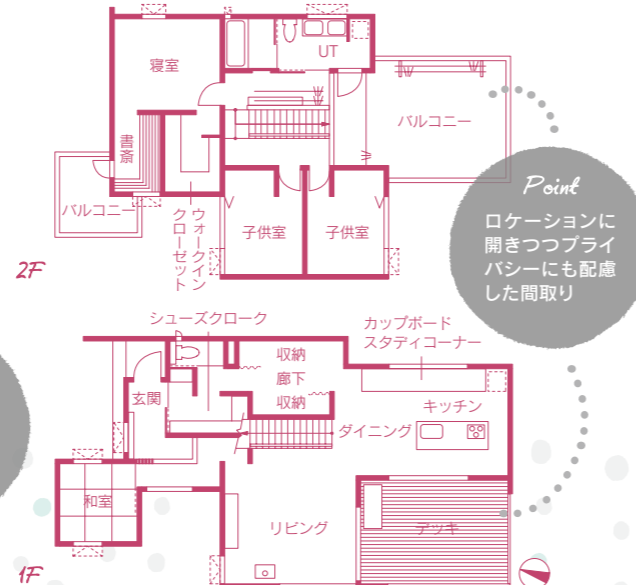 寝室
UT
バルコニー
書斎
バルコニー
ウォークイン
クローゼット
子供室
子供室
2F
Point
ロケーションに
開きつつプライ
バシーにも配慮
した間取り
シューズクローク
カップボード
スタディコーナー
収納
廊下
収納
玄関
キッチン
ダイニング
和室
リビング
デッキ
1F